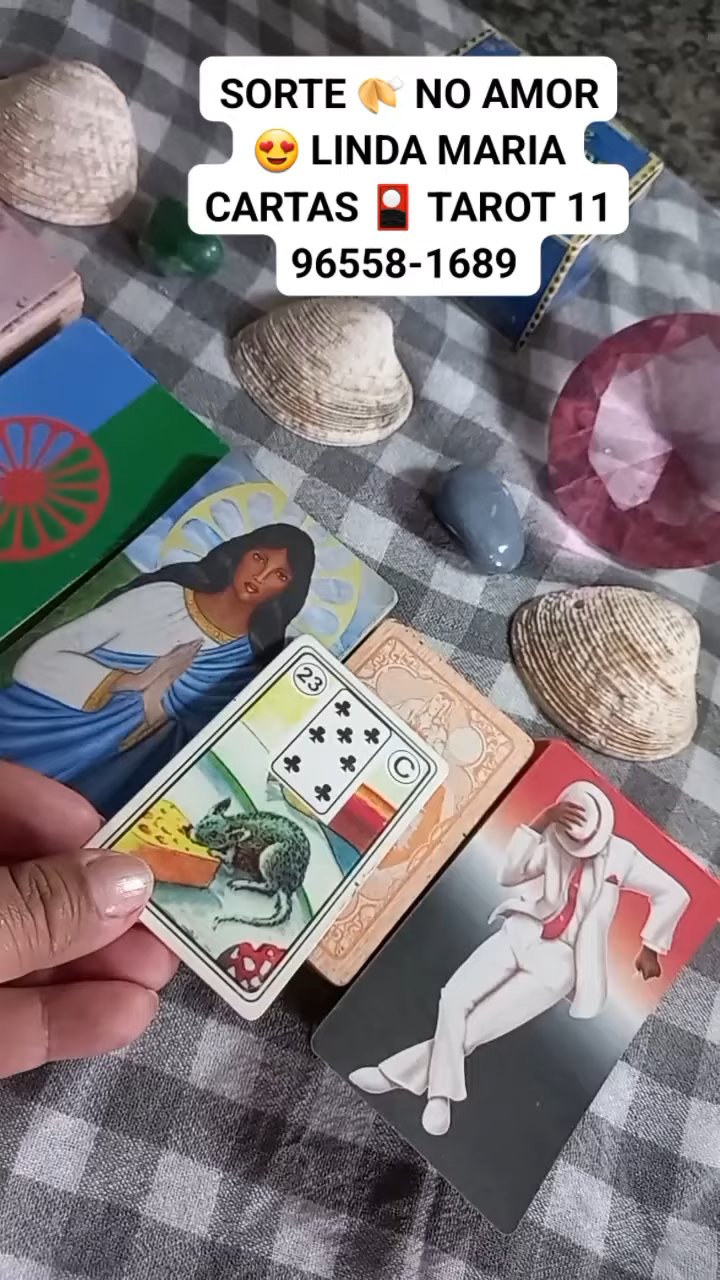 SORTE 🥠 NO AMOR
😍 LINDA MARIA
CARTAS 🎴 TAROT 11
96558-1689
23
C